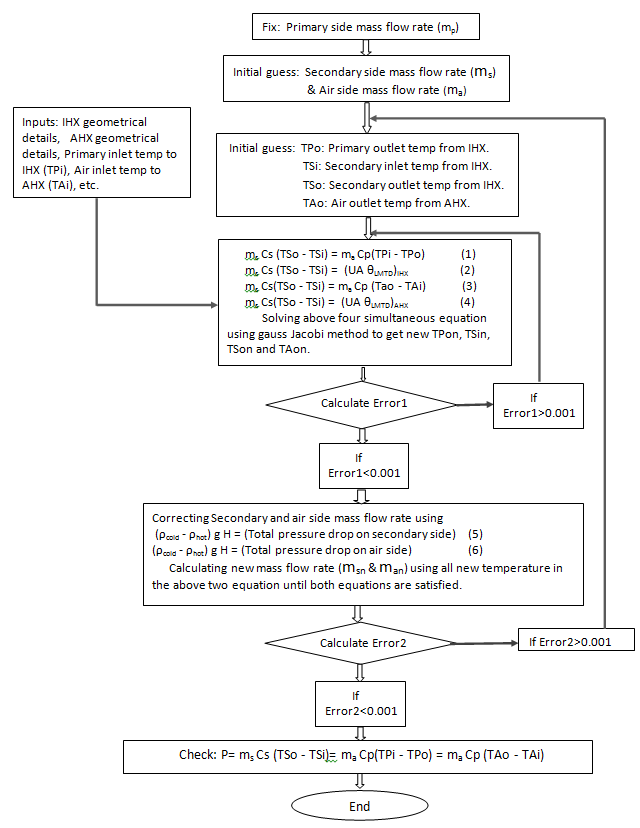 Fix: Primary side mass flow rate (mp)
Initial guess: Secondary side mass flow rate (ms)
& Air side mass flow rate (ma)
Inputs: IHX geometrical
details, AHX geometrical
details, Primary inlet temp to
IHX (TPi), Air inlet temp to
AHX (TAi), etc.
Initial guess: TPo: Primary outlet temp from IHX.
TSi: Secondary inlet temp from IHX.
TSo: Secondary outlet temp from IHX.
TAo: Air outlet temp from AHX.
ms Cs (TSo - TSi) = ma Cp(TPi - TPo) (1)
ms Cs (TSo - TSi) = (UA θLMTD)IHX (2)
ms Cs(TSo - TSi) = ma Cp (Tao - TAi) (3)
ms Cs(TSo - TSi) = (UA θLMTD)AHX (4)
Solving above four simultaneous equation
using gauss Jacobi method to get new TPon, TSin,
TSon and TAon.
Calculate Error1
If
Error1>0.001
If
Error1<0.001
Correcting Secondary and air side mass flow rate using
(ρcold - ρhot) g H = (Total pressure drop on secondary side) (5)
(ρcold - ρhot) g H = (Total pressure drop on air side) (6)
Calculating new mass flow rate (msn & man) using all new temperature in
the above two equation until both equations are satisfied.
Calculate Error2
If Error2>0.001
If
Error2<0.001
Check: P= ms Cs (TSo - TSi)= ma Cp(TPi - TPo) = ma Cp (TAo - TAi)
End